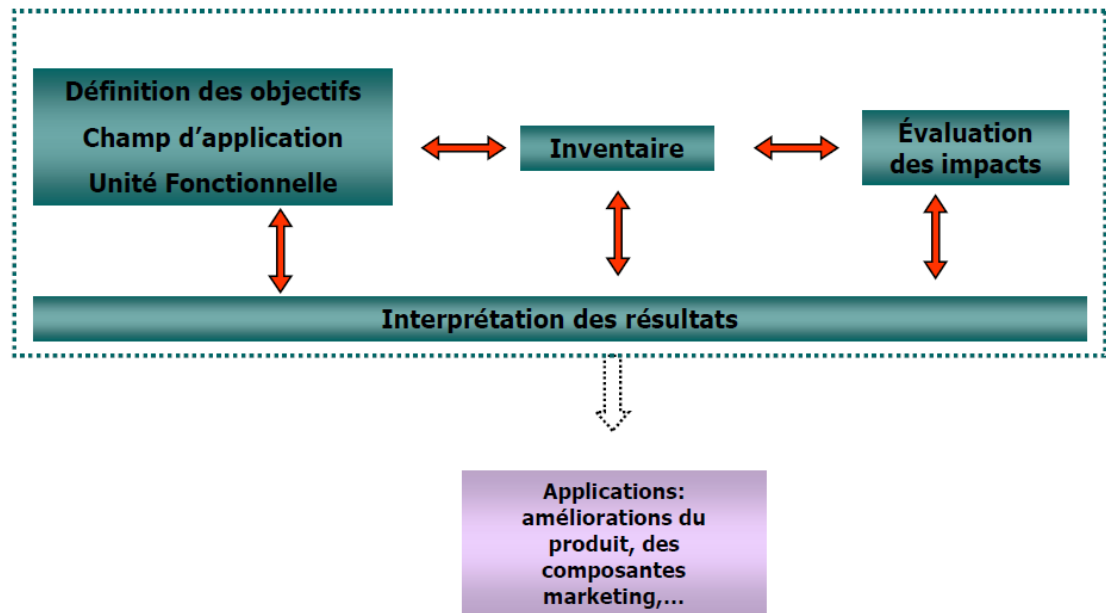 Définition des objectifs
Champ d’application
Unité Fonctionnelle
Inventaire
Évaluation
des impacts
Interprétation des résultats
Applications:
améliorations du
produit, des
composantes
marketing,...